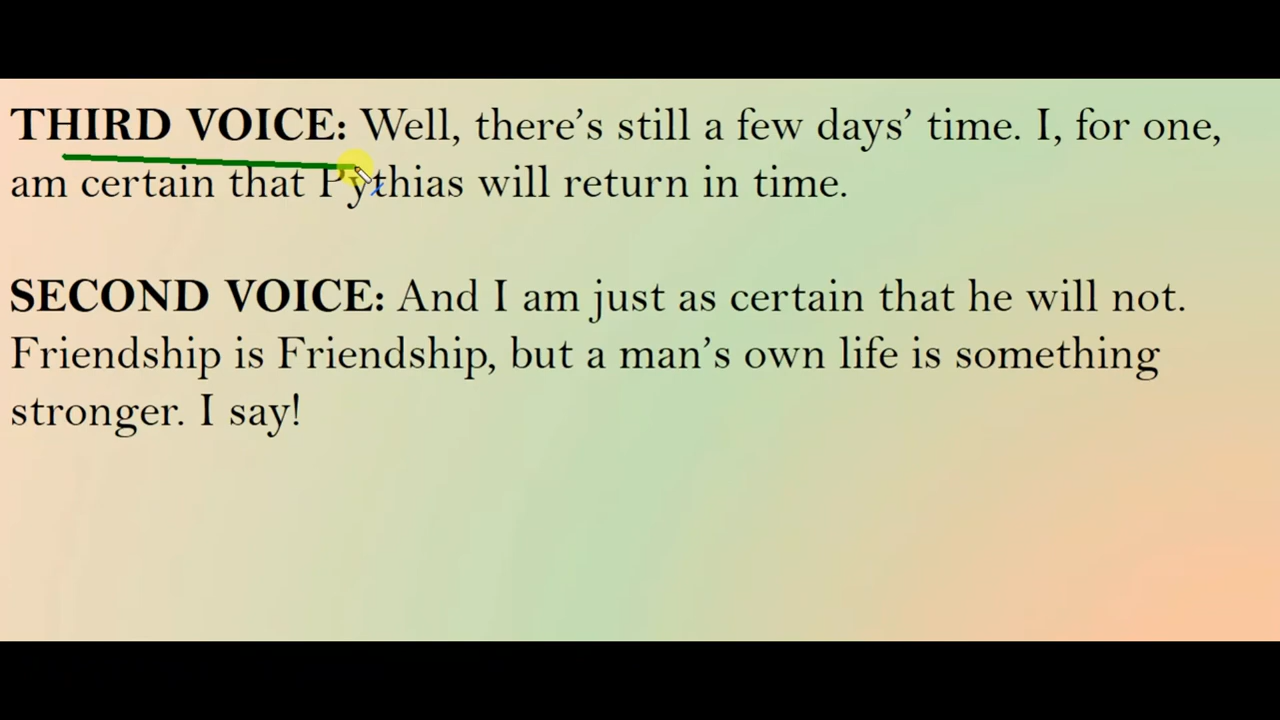 THIRD VOICE: Well, there’s still a few days’ time. I, for one,
am certain that Pythias will return in time.
SECOND VOICE: And I am just as certain that he will not.
Friendship is Friendship, but a man’s own life is something
stronger. I say!